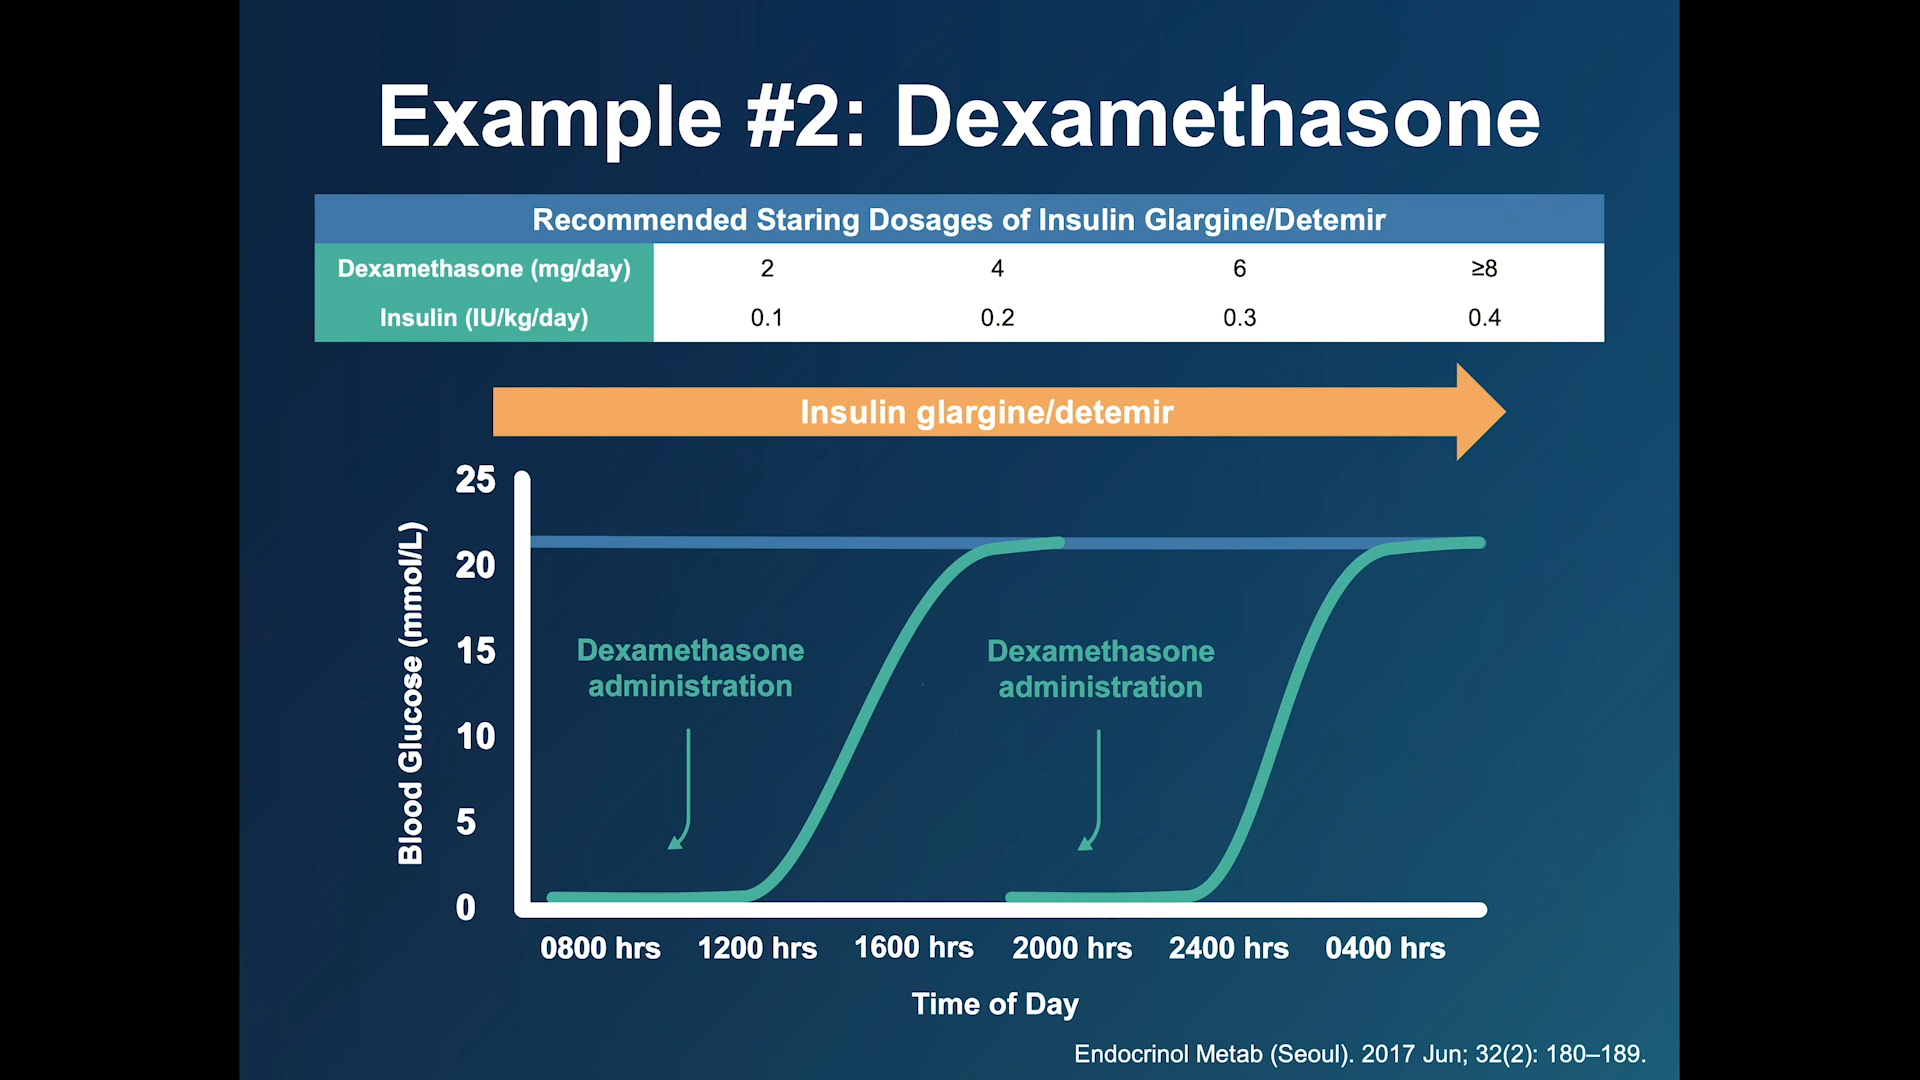 Example #2: Dexamethasone
Recommended Staring Dosages of Insulin Glargine/Detemir
Dexamethasone (mg/day) 2 4 6 ≥8
Insulin (IU/kg/day) 0.1 0.2 0.3 0.4
Insulin glargine/detemir
25
20
15
10
5
0
Blood Glucose (mmol/L)
Dexamethasone
administration
Dexamethasone
administration
0800 hrs 1200 hrs 1600 hrs 2000 hrs 2400 hrs 0400 hrs
Time of Day
Endocrinol Metab (Seoul). 2017 Jun; 32(2): 180–189.